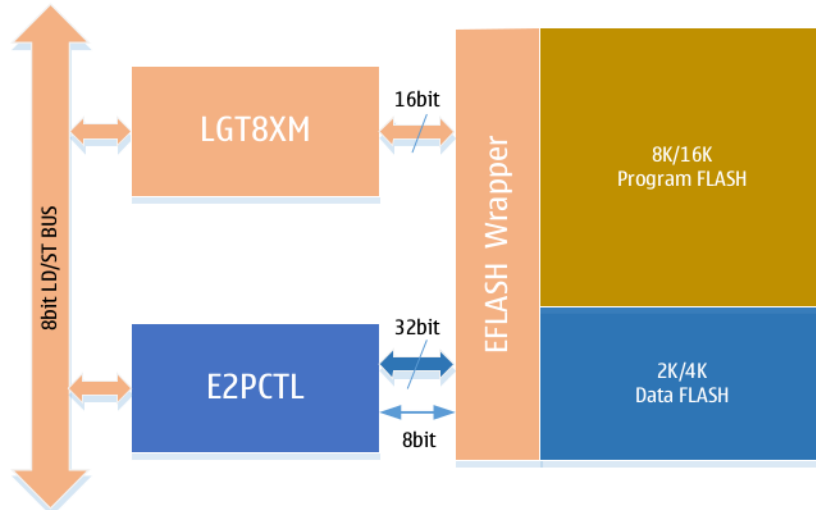 8bit LD/ST BUS
LGT8XM
16bit
EFLASH Wrapper
8K/16K
Program FLASH
E2PCTL
32bit
8bit
2K/4K
Data FLASH